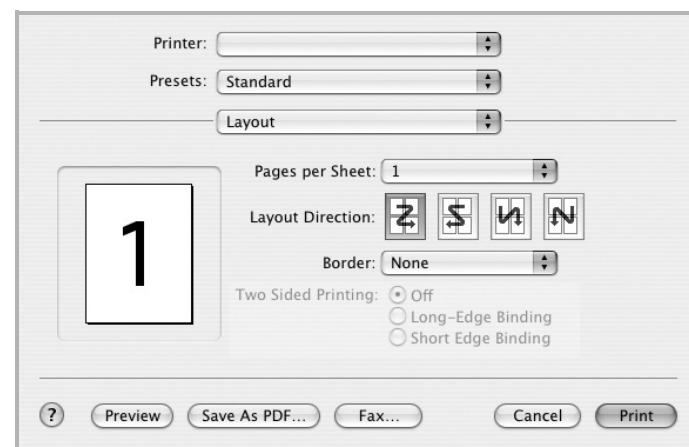 Printer:
Presets: Standard
Layout
Pages per Sheet: 1
Layout Direction:
Border: None
1
Two Sided Printing: Off
Long-Edge Binding
Short Edge Binding
? Preview Save As PDF... Fax... Cancel Print